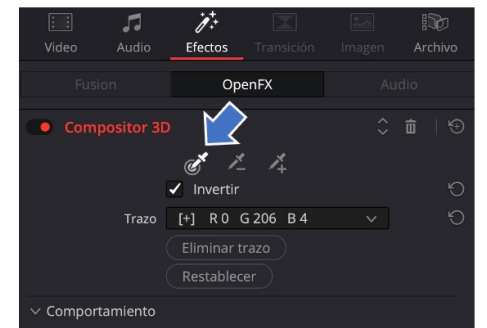 Video Audio Efectos Transición Imagen Archivo
Fusion OpenFX Audio
Compositor 3D
Invertir
Trazo [+] R 0 G 206 B 4
Eliminar trazo
Restablecer
Comportamiento